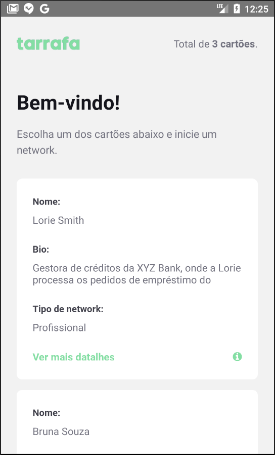 LTE 12:25
tarrafa
Total de 3 cartões.
Bem-vindo!
Escolha um dos cartões abaixo e inicie um
network.
Nome:
Lorie Smith
Bio:
Gestora de créditos da XYZ Bank, onde a Lorie
processa os pedidos de empréstimo do
Tipo de network:
Profissional
Ver mais datalhes
Nome:
Bruna Souza